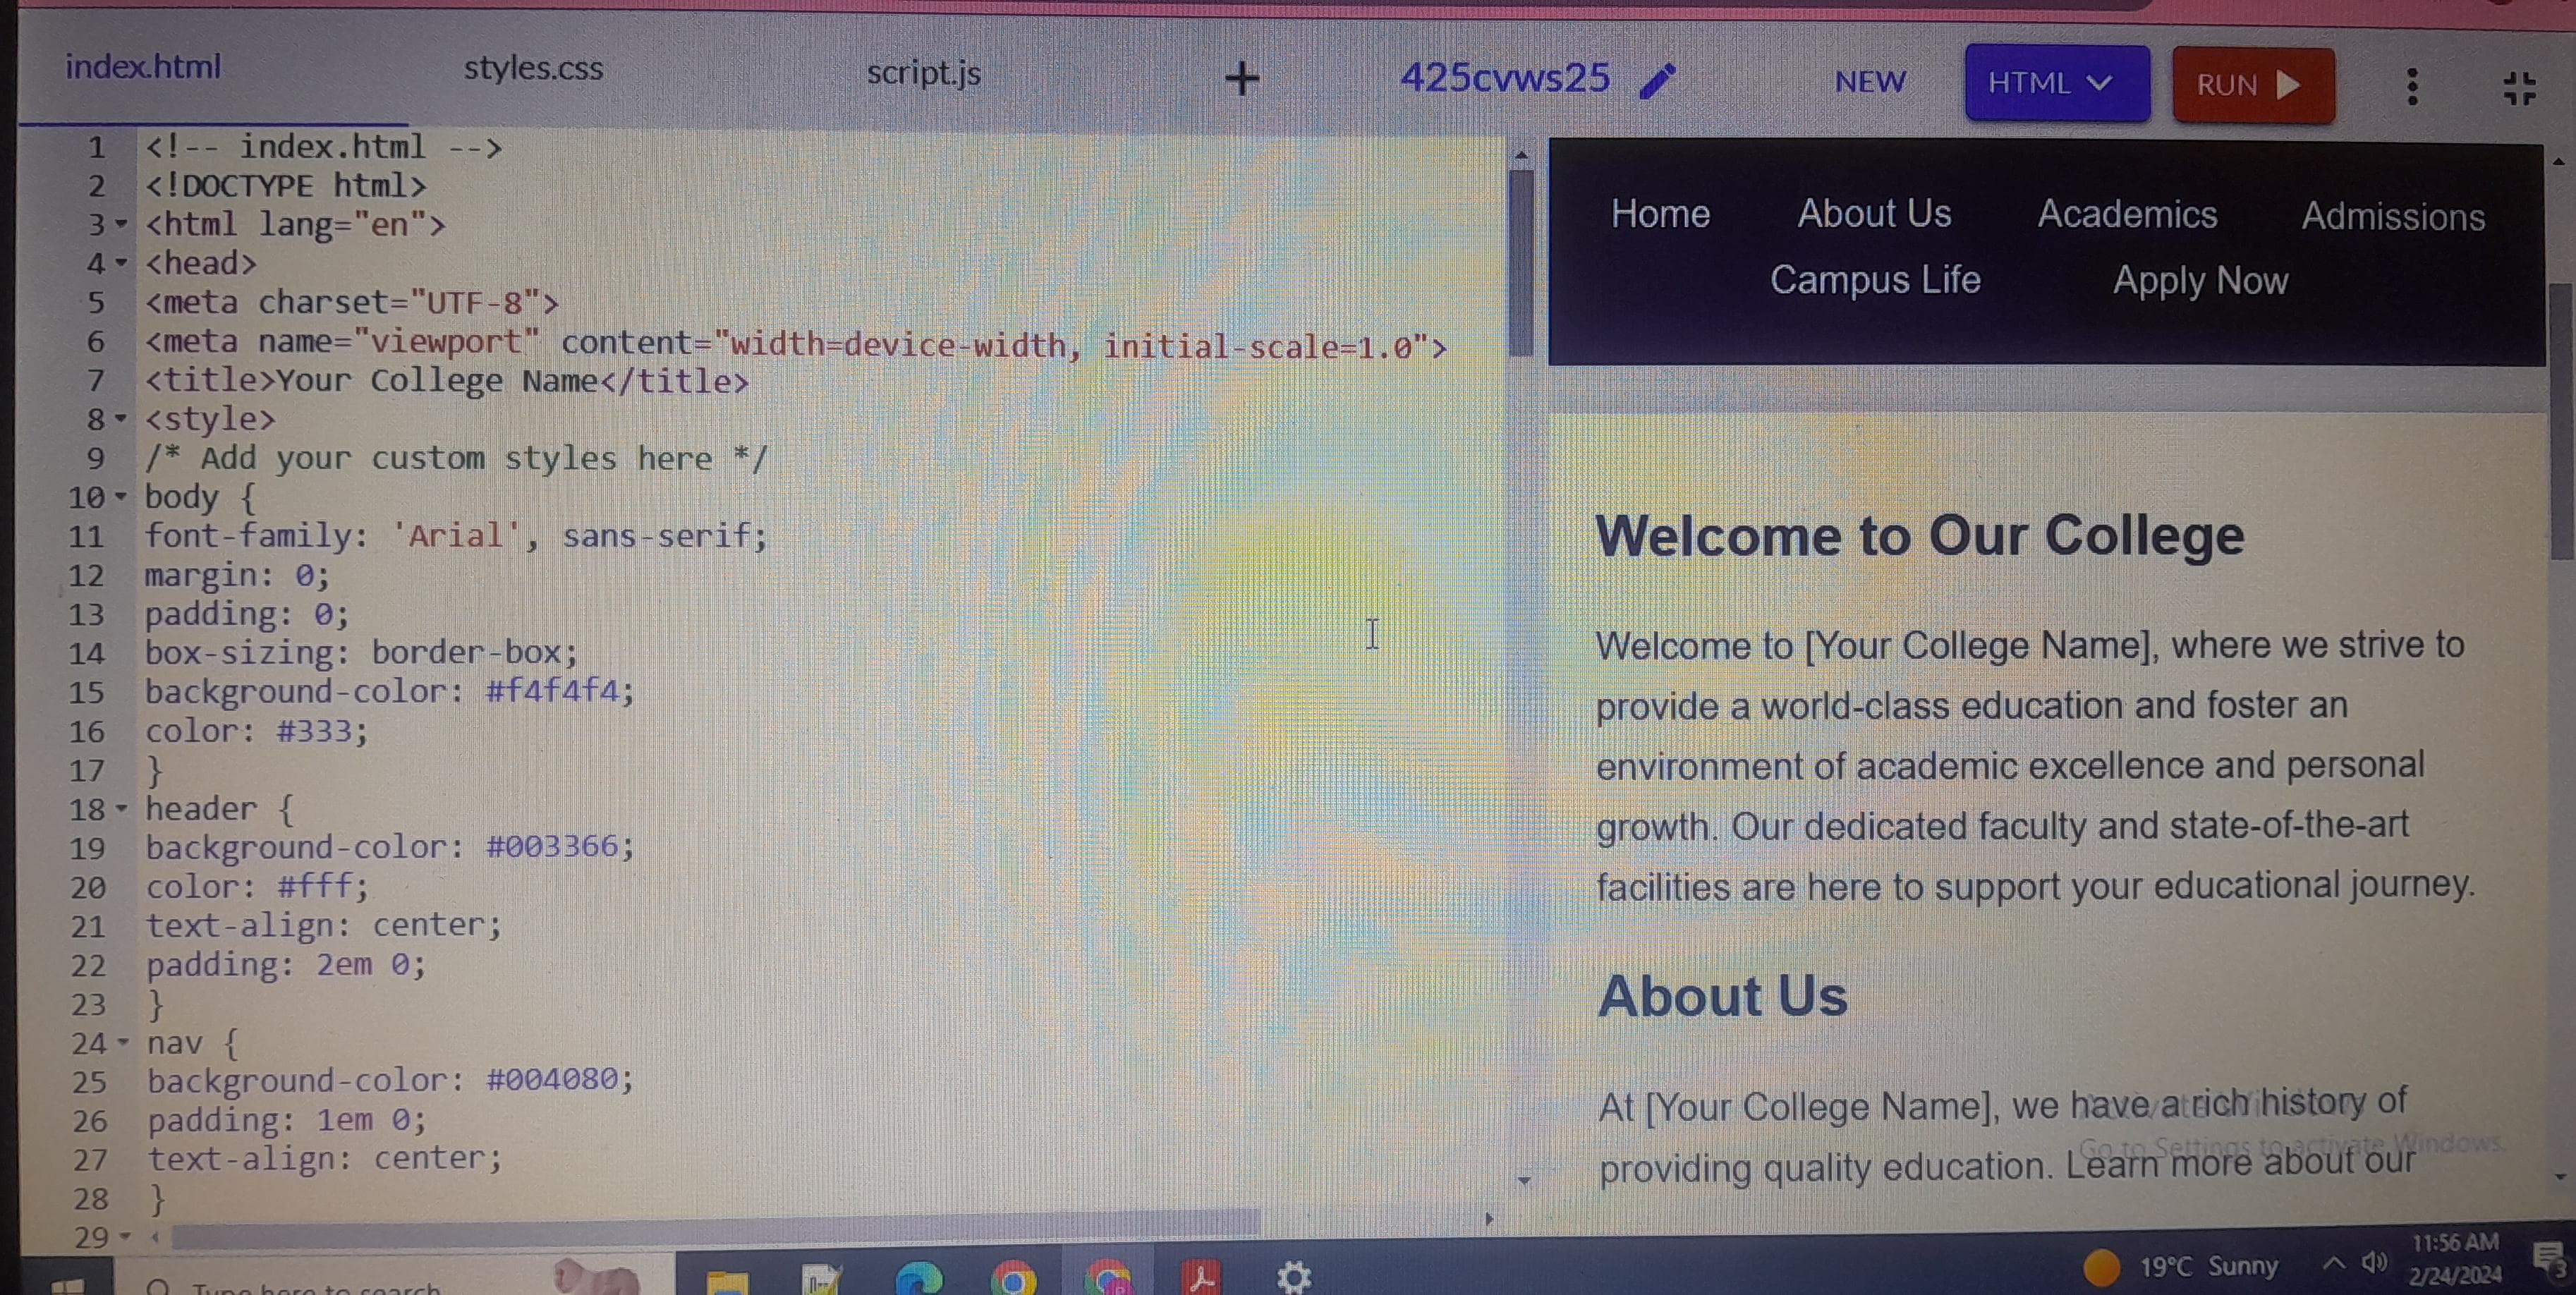 index.html styles.css script.js + 425cvws25 NEW HTML RUN
1 <!-- index.html -->
2 <!DOCTYPE html>
3 <html lang="en">
4 <head>
5 <meta charset="UTF-8">
6 <meta name="viewport" content="width=device-width, initial-scale=1.0">
7 <title>Your College Name</title>
8 <style>
9 /* Add your custom styles here */
10 body {
11 font-family: 'Arial', sans-serif;
12 margin: 0;
13 padding: 0;
14 box-sizing: border-box;
15 background-color: #f4f4f4;
16 color: #333;
17 }
18 header {
19 background-color: #003366;
20 color: #fff;
21 text-align: center;
22 padding: 2em 0;
23 }
24 nav {
25 background-color: #004080;
26 padding: 1em 0;
27 text-align: center;
28 }
29
Home About Us Academics Admissions
Campus Life Apply Now
Welcome to Our College
Welcome to [Your College Name], where we strive to
provide a world-class education and foster an
environment of academic excellence and personal
growth. Our dedicated faculty and state-of-the-art
facilities are here to support your educational journey.
About Us
At [Your College Name], we have a rich history of
providing quality education. Learn more about our
Go to Settings to activate Windows.
Type here to search
19°C Sunny
11:56 AM
2/24/2024
3